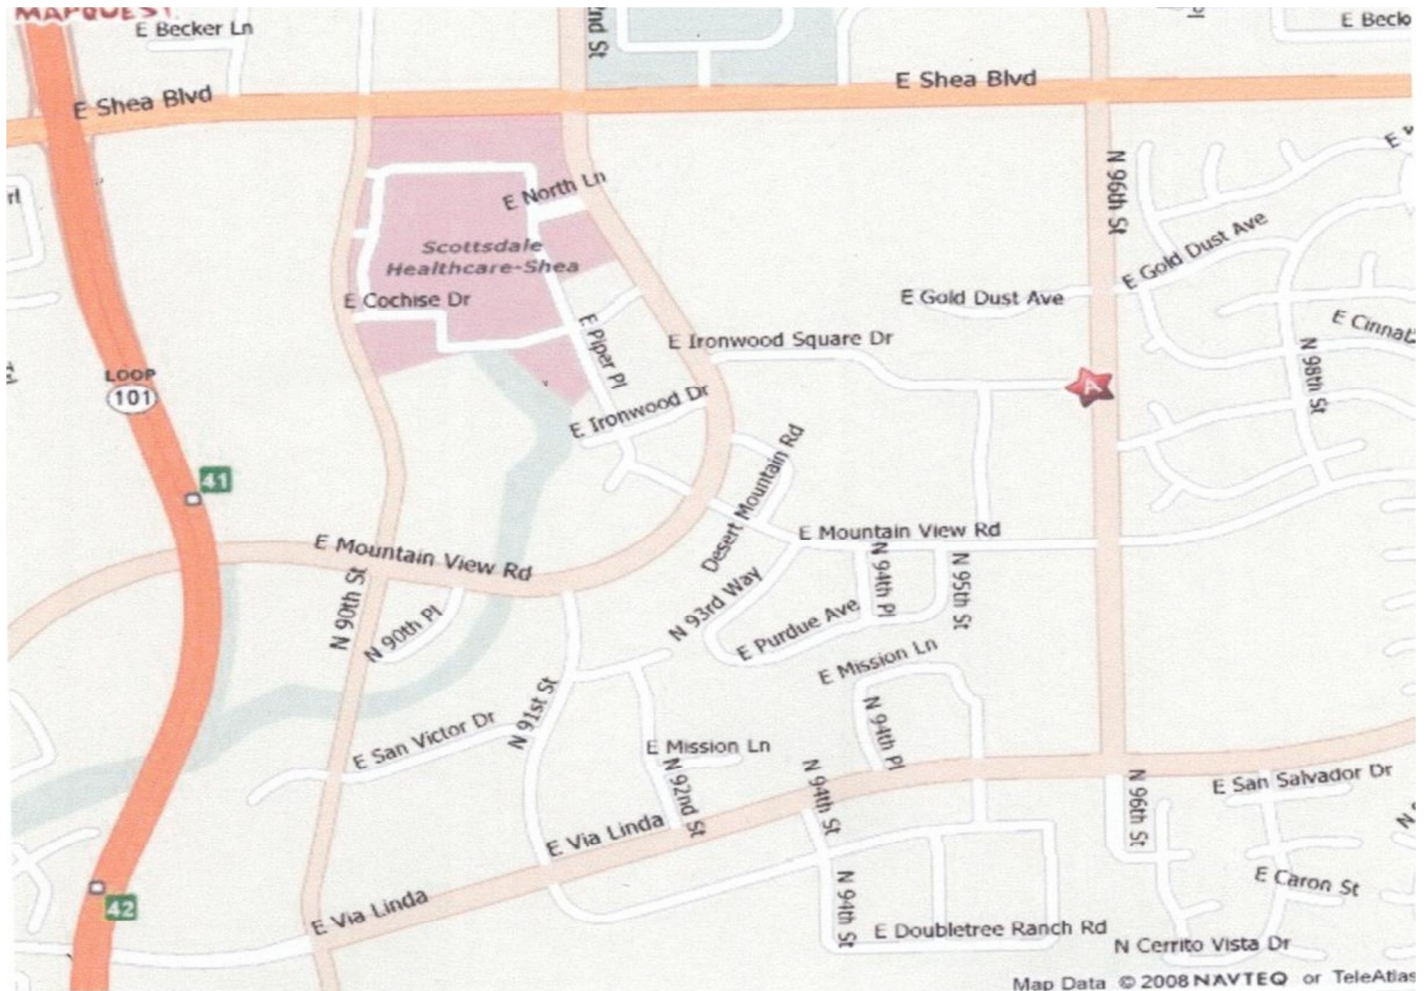 MAPQUEST.
E Becker Ln
nd St
E Beck
E Shea Blvd
E Shea Blvd
N 96th St
E North Ln
Scottsdale
Healthcare-Shea
E Gold Dust Ave
E Gold Dust Ave
E Cochise Dr
E Piper Pl
E Ironwood Square Dr
N 98th St
LOOP
101
E Ironwood Dr
A
41
Desert Mountain Rd
E Mountain View Rd
E Mountain View Rd
N 90th St
N 90th Pl
N 93rd Way
N 94th Pl
N 95th St
E Purdue Ave
E Mission Ln
N 91st St
E San Victor Dr
N 94th Pl
E Mission Ln
N 92nd St
N 94th St
N 96th St
E San Salvador Dr
E Via Linda
E Via Linda
42
N 94th St
E Caron St
E Doubletree Ranch Rd
N Cerrito Vista Dr
Map Data © 2008 NAVTEQ or TeleAtlas